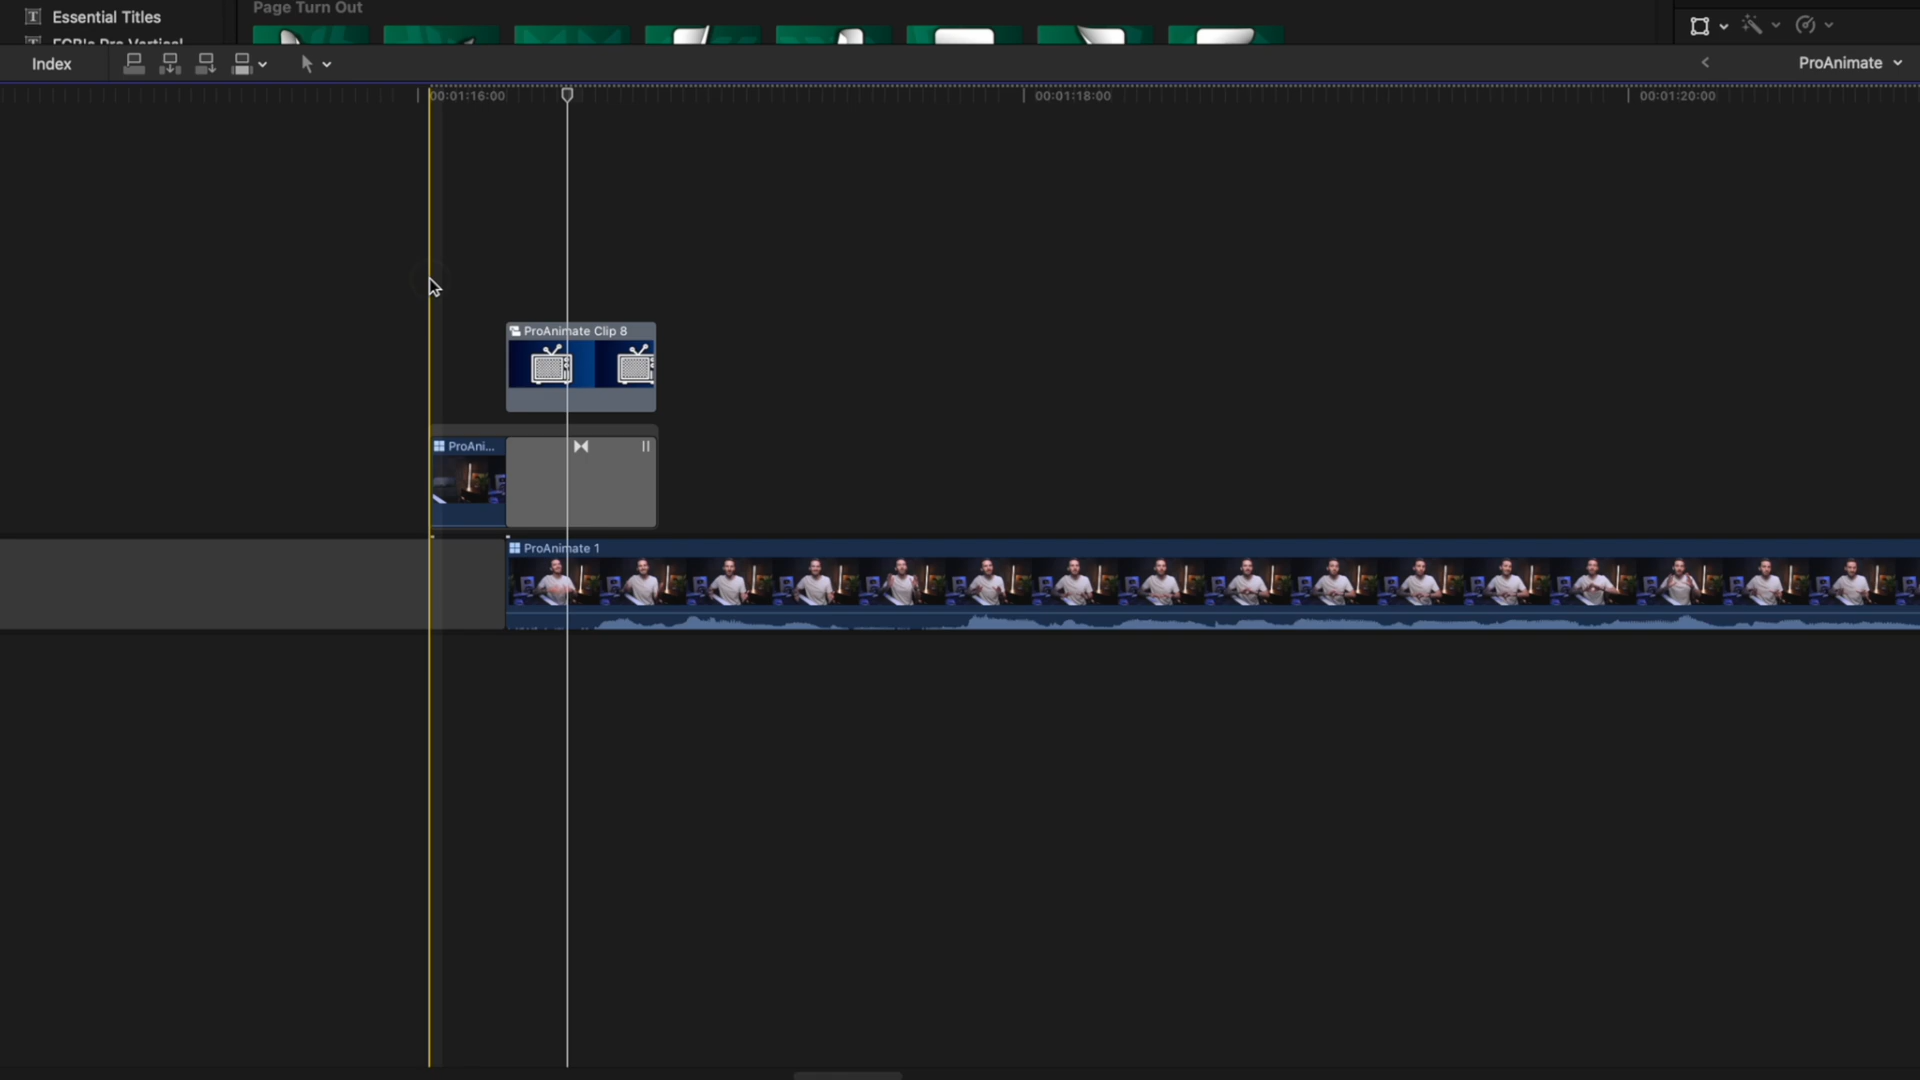 Essential Titles
Page Turn Out
Index
ProAnimate
00:01:16:00
00:01:18:00
00:01:20:00
ProAnimate Clip 8
ProAni...
ProAnimate 1